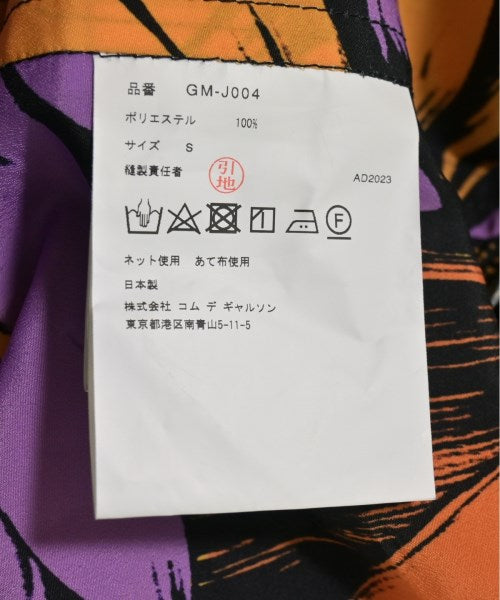 品番 GM-J004
ポリエステル 100%
サイズ S
縫製責任者 引地
AD2023
ネット使用 あて布使用
日本製
株式会社 コム デ ギャルソン
東京都港区南青山5-11-5